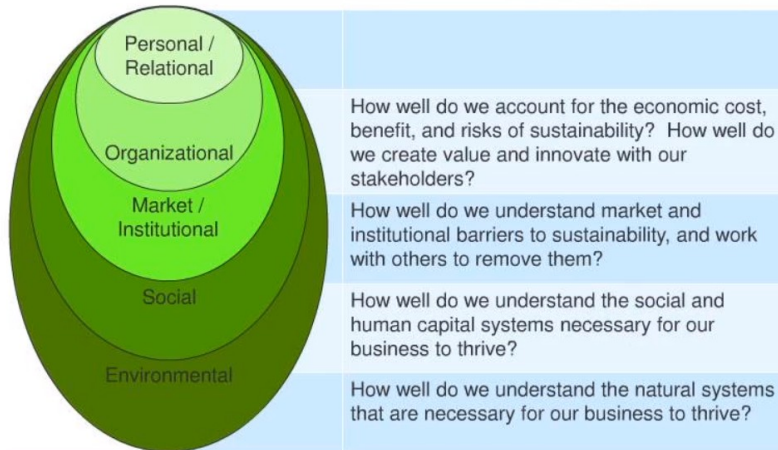 Personal /
Relational
Organizational
How well do we account for the economic cost,
benefit, and risks of sustainability? How well do
we create value and innovate with our
stakeholders?
Market /
Institutional
How well do we understand market and
institutional barriers to sustainability, and work
with others to remove them?
Social
How well do we understand the social and
human capital systems necessary for our
business to thrive?
Environmental
How well do we understand the natural systems
that are necessary for our business to thrive?